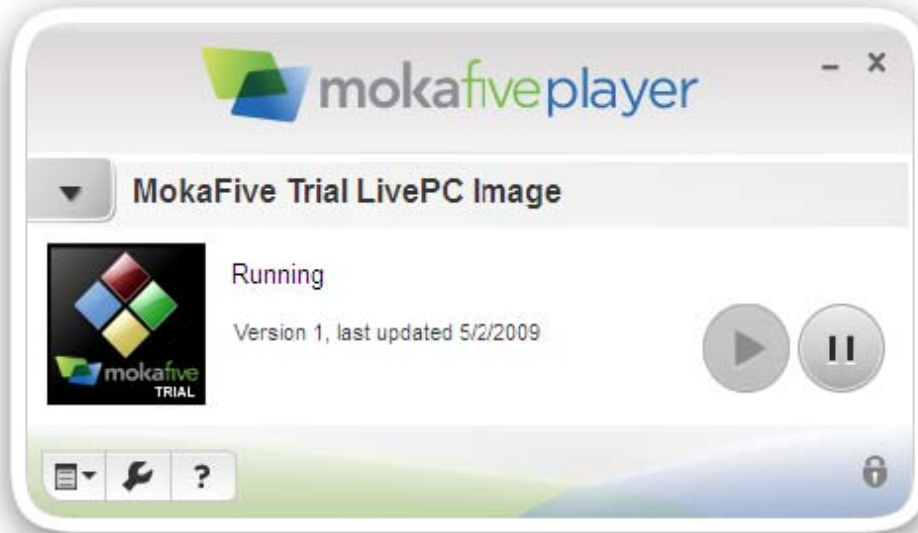 mokafiveplayer
MokaFive Trial LivePC Image
Running
Version 1, last updated 5/2/2009
mokafive
TRIAL
?